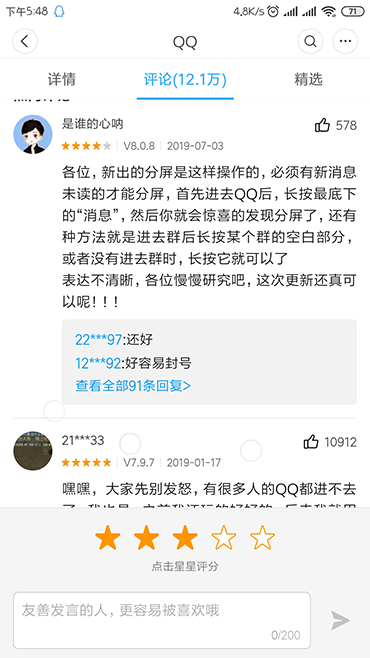 下午5:48
4.8K/s
71
QQ
详情
评论(12.1万)
精选
是谁的心呐
578
V8.0.8
2019-07-03
各位，新出的分屏是这样操作的，必须有新消息
未读的才能分屏，首先进去QQ后，长按最底下
的“消息”，然后你就会惊喜的发现分屏了，还有
种方法就是进去群后长按某个群的空白部分，
或者没有进去群时，长按它就可以了
表达不清晰，各位慢慢研究吧，这次更新还真可
以呢！！！
22***97:还好
12***92:好容易封号
查看全部91条回复>
21***33
10912
V7.9.7
2019-01-17
嘿嘿，大家先别发怒，有很多人的QQ都进不去
点击星星评分
友善发言的人，更容易被喜欢哦
0/200